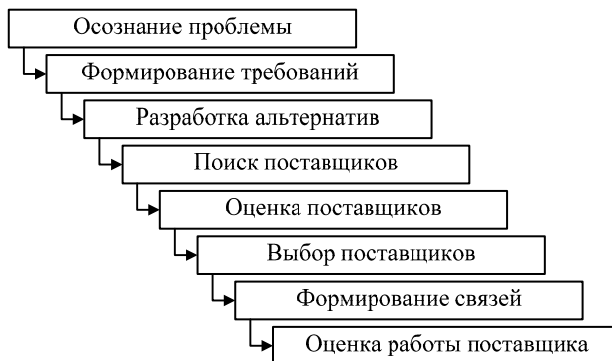 Осознание проблемы
Формирование требований
Разработка альтернатив
Поиск поставщиков
Оценка поставщиков
Выбор поставщиков
Формирование связей
Оценка работы поставщика